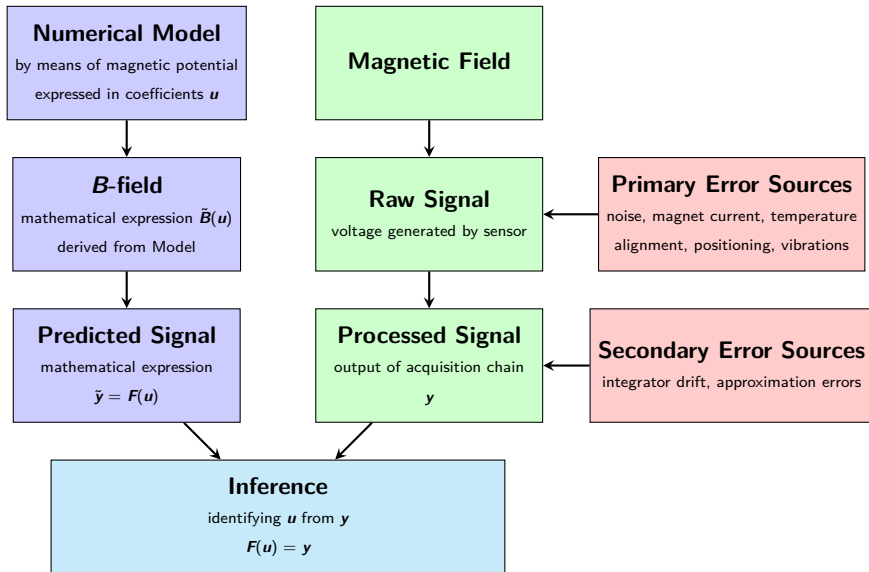 Numerical Model
by means of magnetic potential
expressed in coefficients u
Magnetic Field
B-field
mathematical expression B̃(u)
derived from Model
Raw Signal
voltage generated by sensor
Primary Error Sources
noise, magnet current, temperature
alignment, positioning, vibrations
Predicted Signal
mathematical expression
ỹ = F(u)
Processed Signal
output of acquisition chain
y
Secondary Error Sources
integrator drift, approximation errors
Inference
identifying u from y
F(u) = y